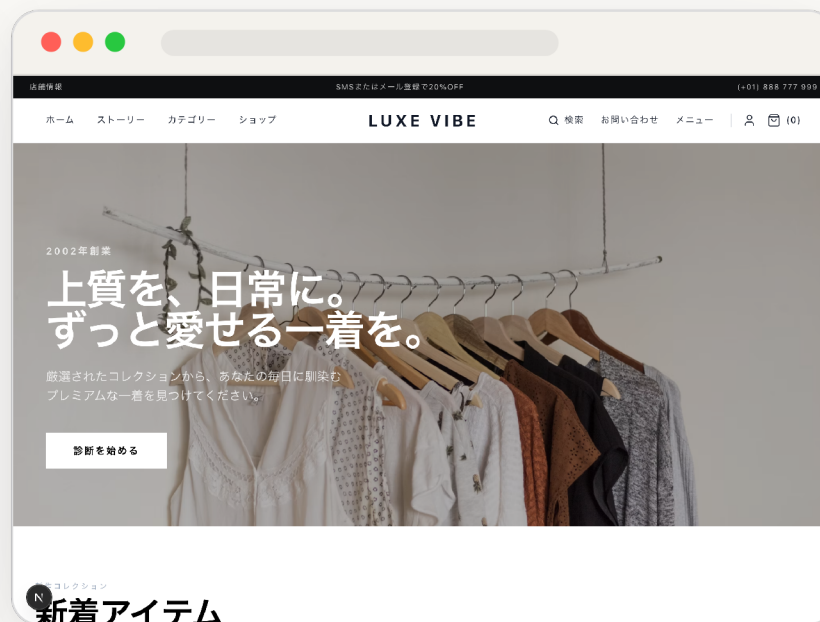 店舗情報
SMSまたはメール登録で20%OFF
(+01) 888 777 999
ホーム
ストーリー
カテゴリー
ショップ
LUXE VIBE
検索
お問い合わせ
メニュー
(0)
2002年創業
上質を、日常に。
ずっと愛せる一着を。
厳選されたコレクションから、あなたの毎日に馴染む
プレミアムな一着を見つけてください。
診断を始める
コレクション
N
新着アイテム